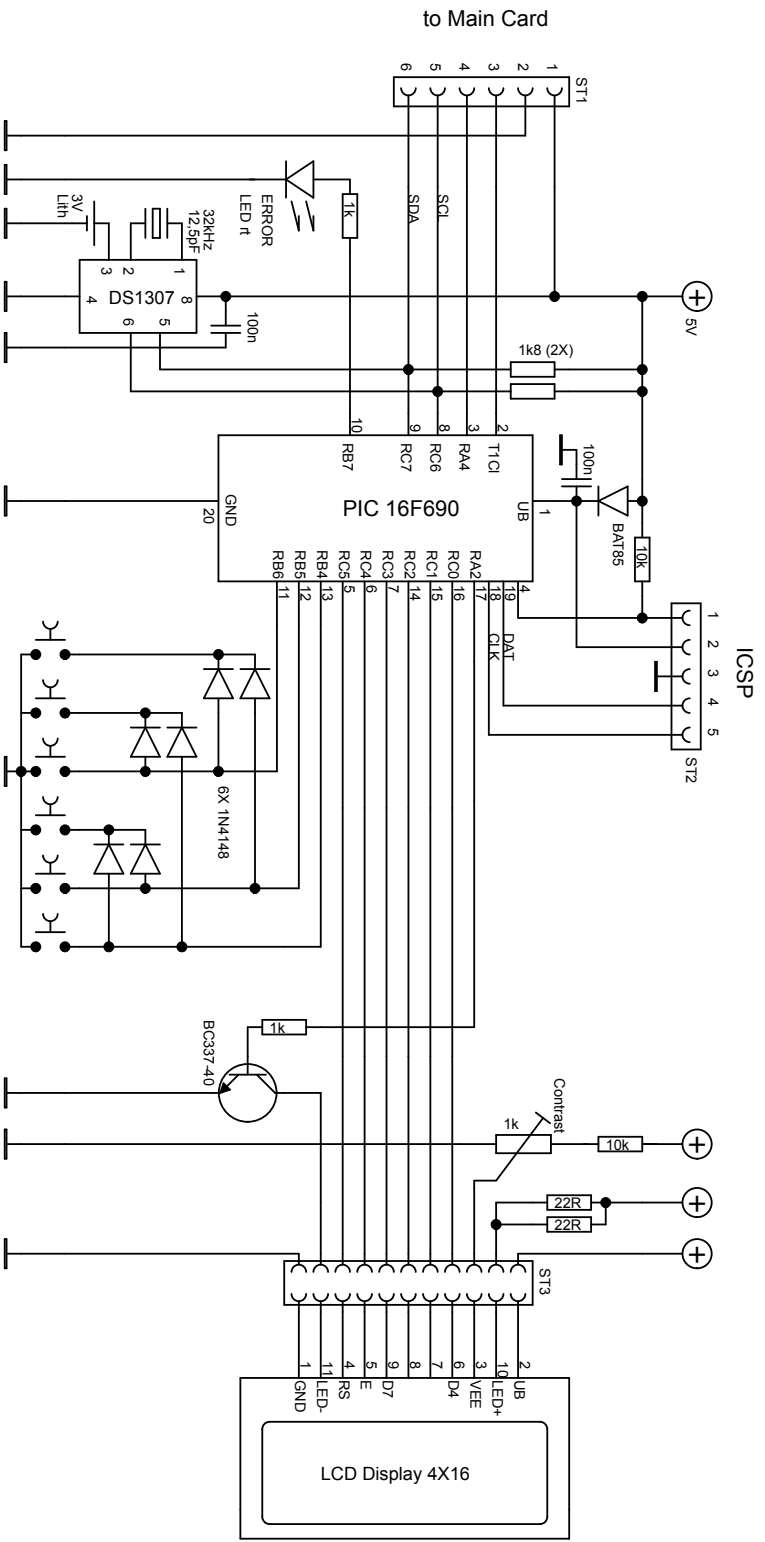 to Main Card
ST1
1
2
3
4
5
6
SDA
SCL
1k
ERROR
LED rt
3V
Lith
32kHz
12,5pF
DS1307
1
2
3
4
5
6
8
100n
5V
1k8 (2X)
PIC 16F690
UB
1
T1CI
2
RA4
3
RC6
8
RC7
9
RB7
10
GND
20
100n
BAT85
10k
ICSP
ST2
1
2
3
4
5
DAT
CLK
4
19
18
RA2
17
RC0
16
RC1
15
RC2
14
RC3
7
RC4
6
RC5
5
RB4
13
RB5
12
RB6
11
6X 1N4148
1k
BC337-40
Contrast
1k
10k
22R
22R
ST3
2
UB
10
LED+
3
VEE
6
D4
7
8
9
D7
5
E
4
RS
11
LED-
1
GND
LCD Display 4X16